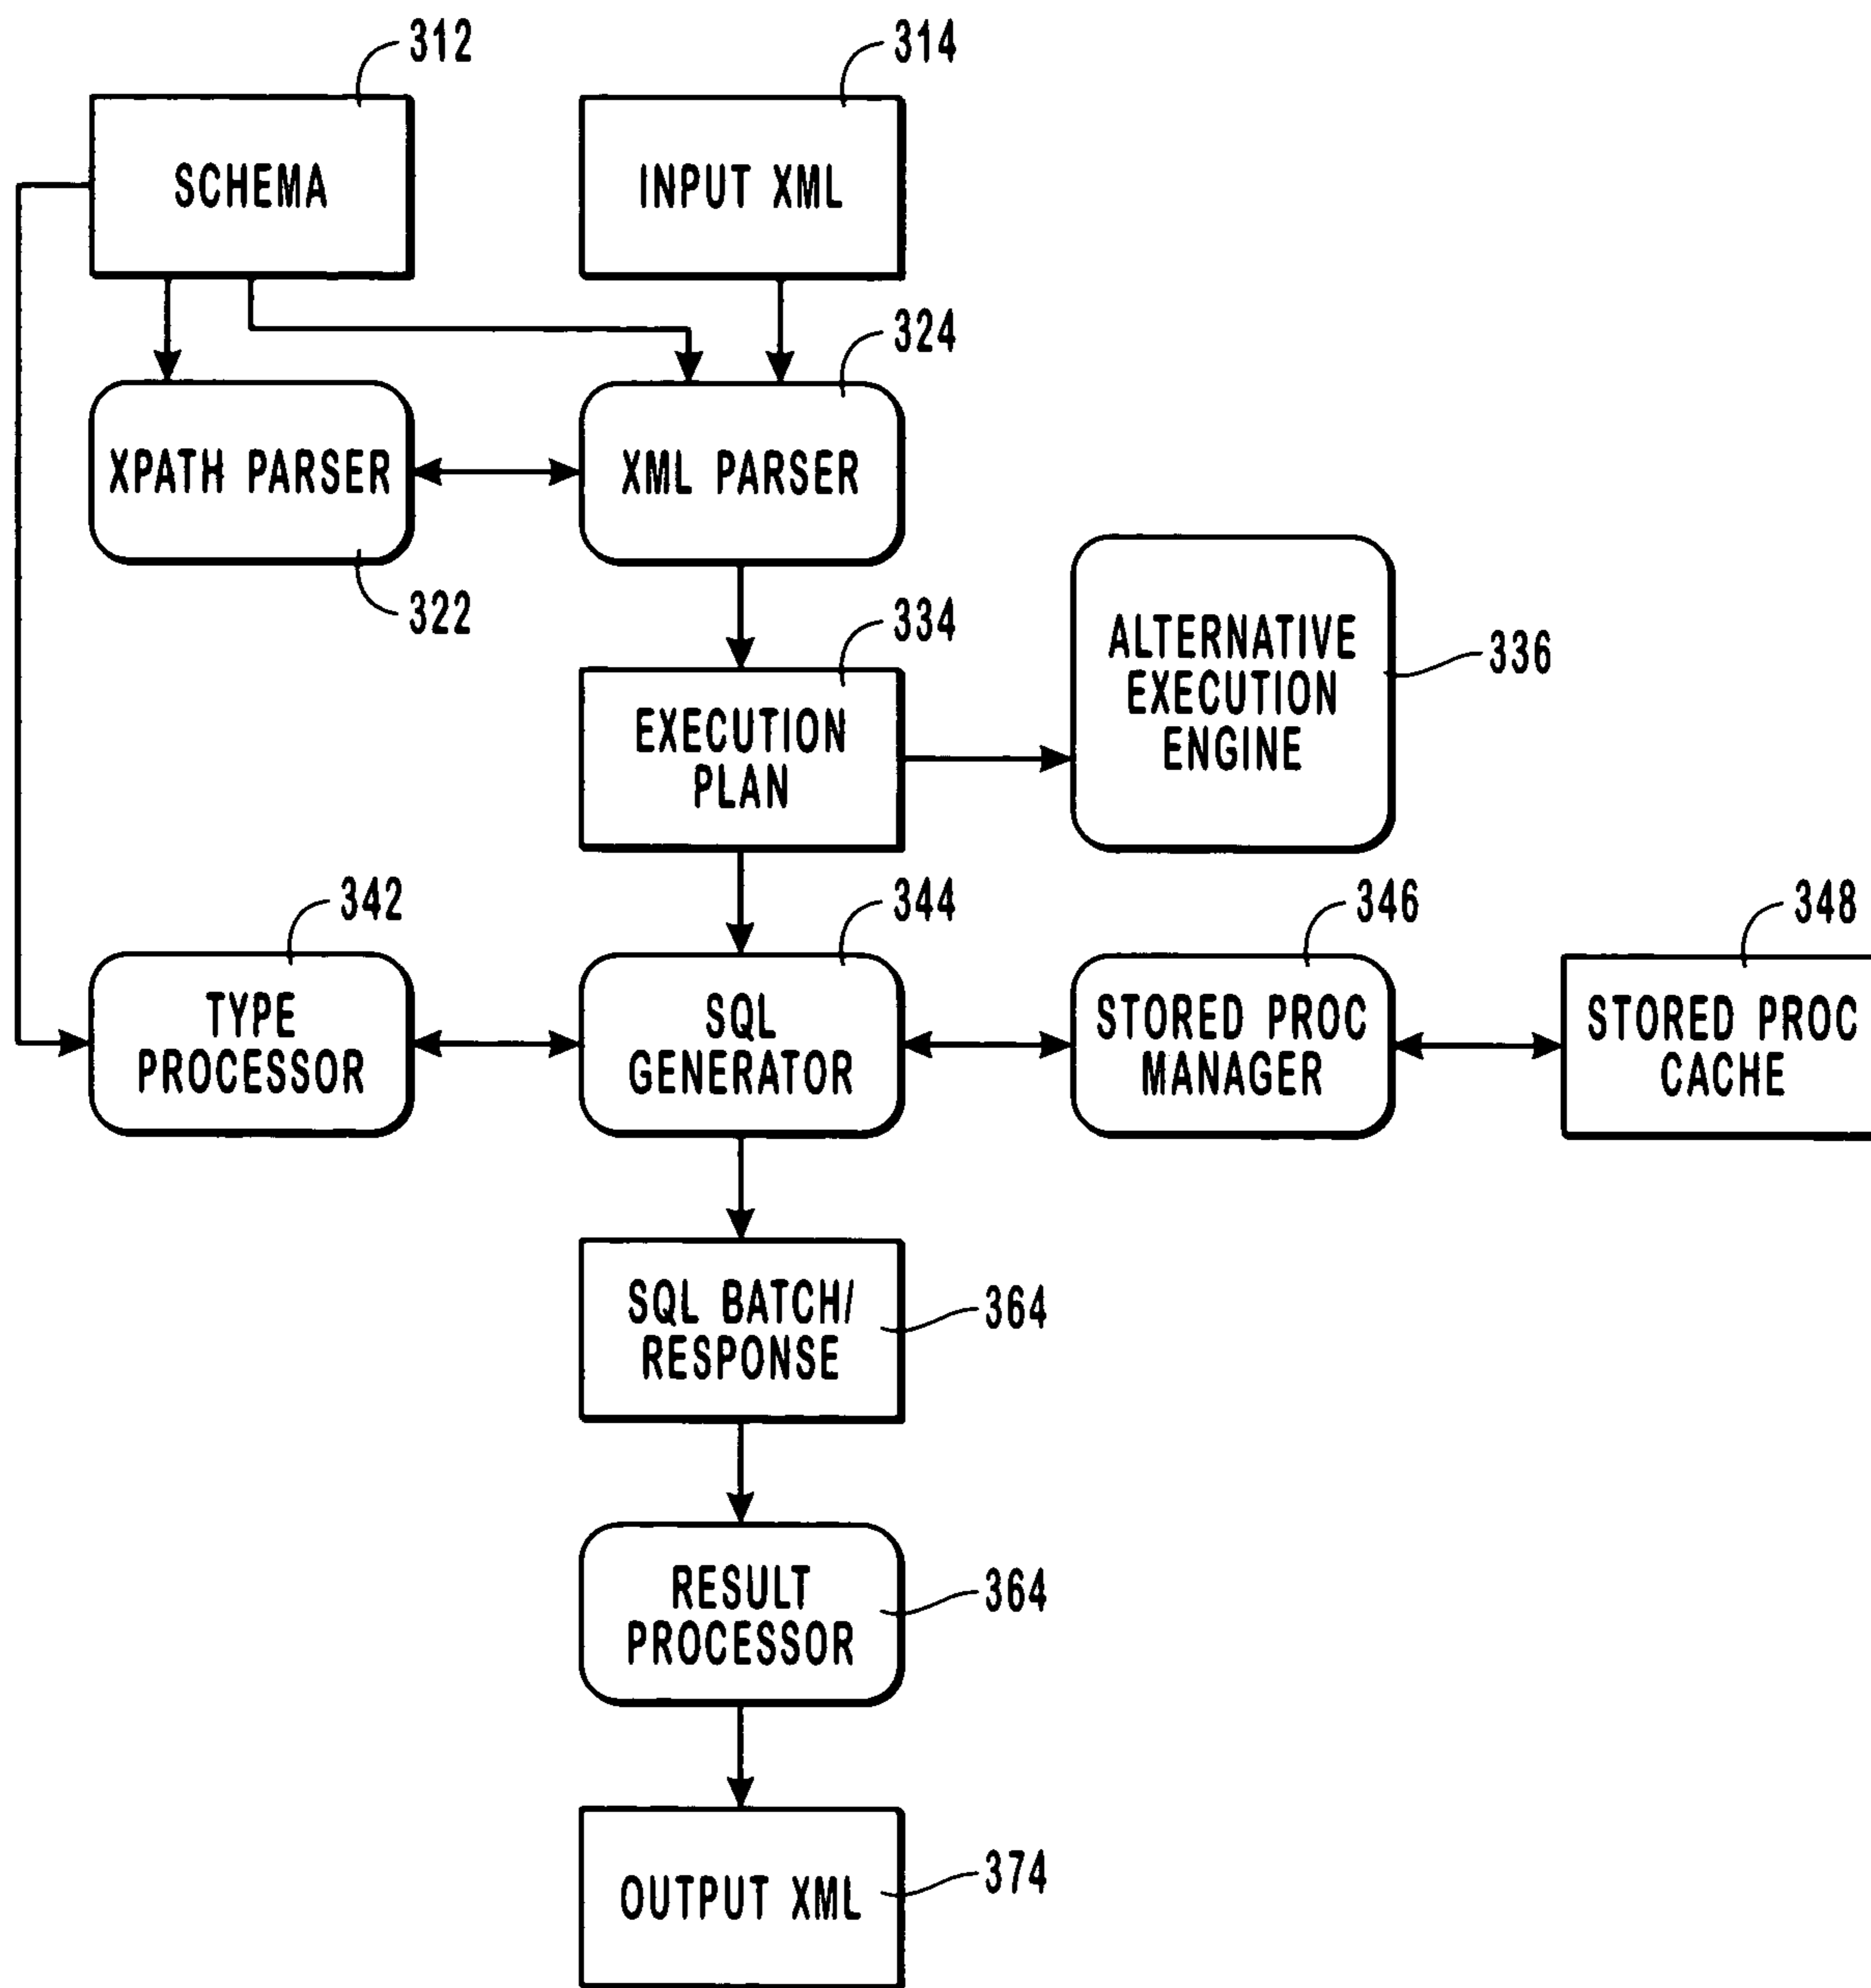 312
314
SCHEMA
INPUT XML
324
XPATH PARSER
XML PARSER
322
334
ALTERNATIVE
EXECUTION
ENGINE
336
EXECUTION
PLAN
342
344
346
348
TYPE
PROCESSOR
SQL
GENERATOR
STORED PROC
MANAGER
STORED PROC
CACHE
SQL BATCH/
RESPONSE
364
RESULT
PROCESSOR
364
OUTPUT XML
374